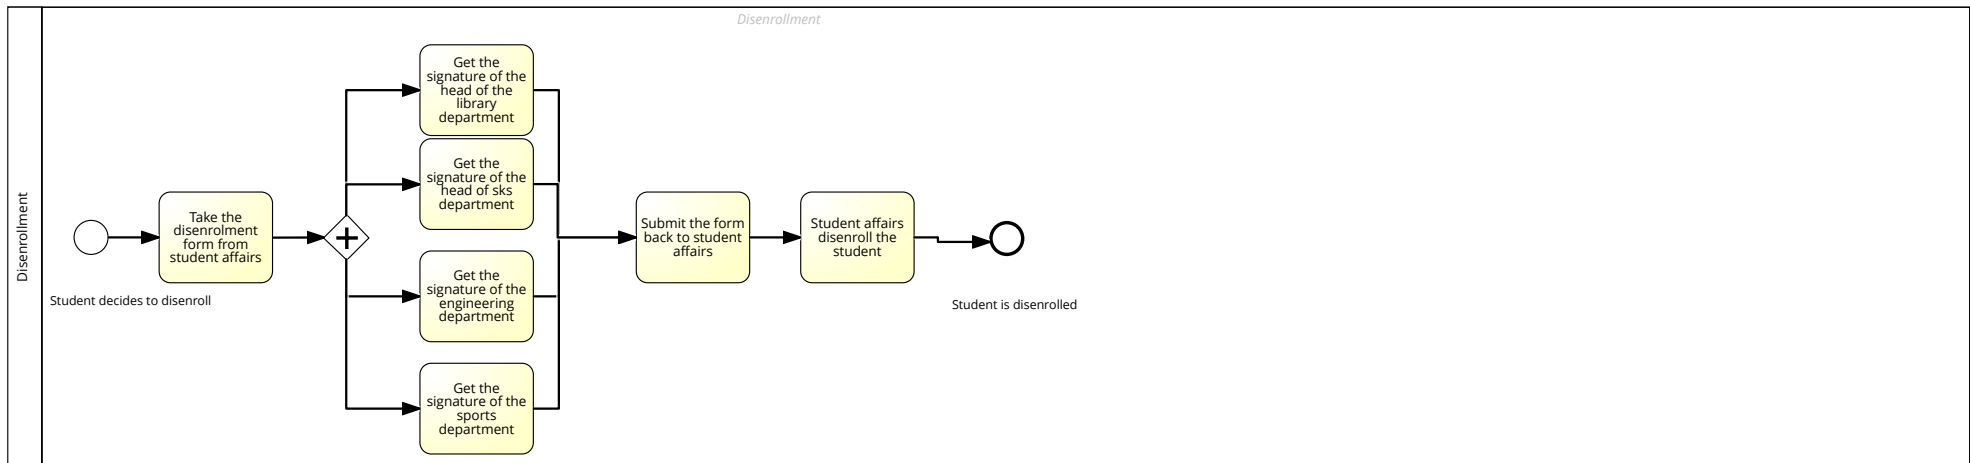 Disenrollment
Disenrollment
Student decides to disenroll
Take the
disenrolment
form from
student affairs
Get the
signature of the
head of the
library
department
Get the
signature of the
head of sks
department
Get the
signature of the
engineering
department
Get the
signature of the
sports
department
Submit the form
back to student
affairs
Student affairs
disenroll the
student
Student is disenrolled